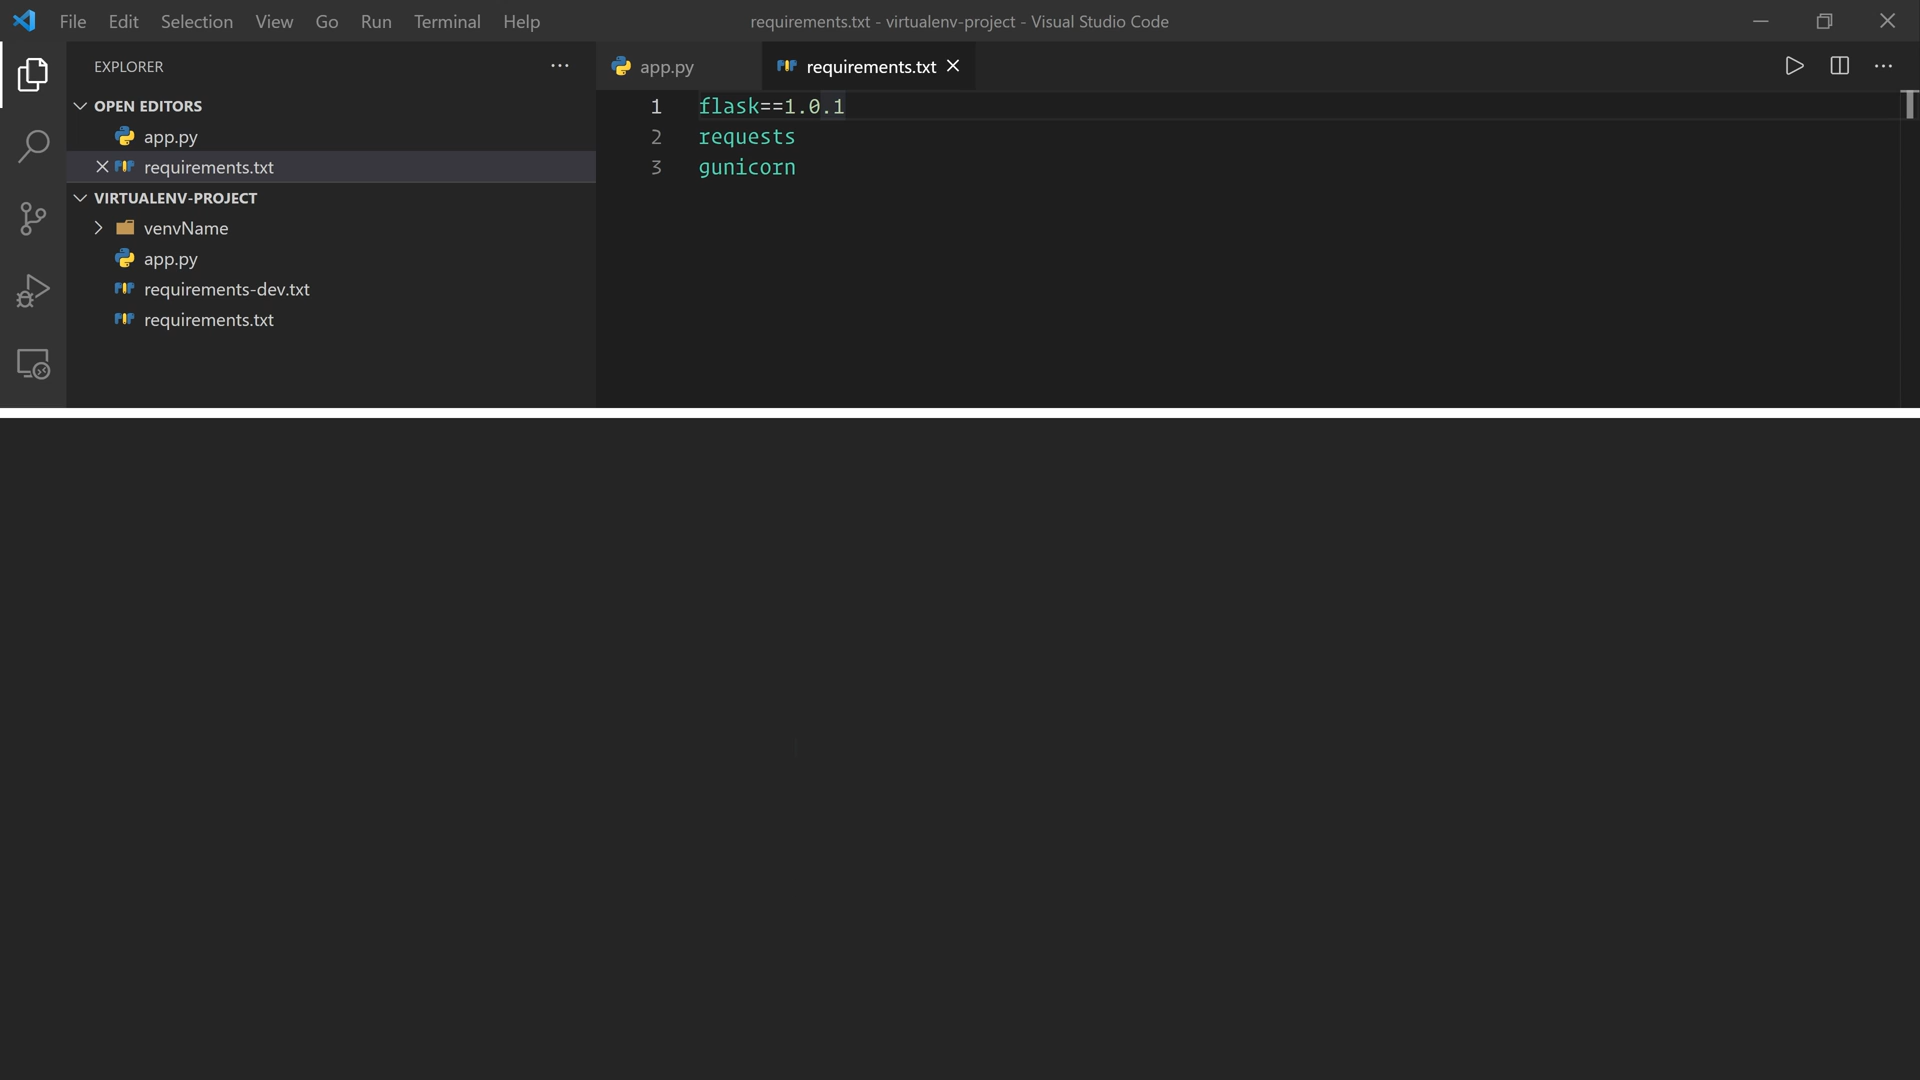 File Edit Selection View Go Run Terminal Help
requirements.txt - virtualenv-project - Visual Studio Code
EXPLORER
OPEN EDITORS
app.py
requirements.txt
VIRTUALENV-PROJECT
venvName
app.py
requirements-dev.txt
requirements.txt
app.py
requirements.txt
1 flask==1.0.1
2 requests
3 gunicorn